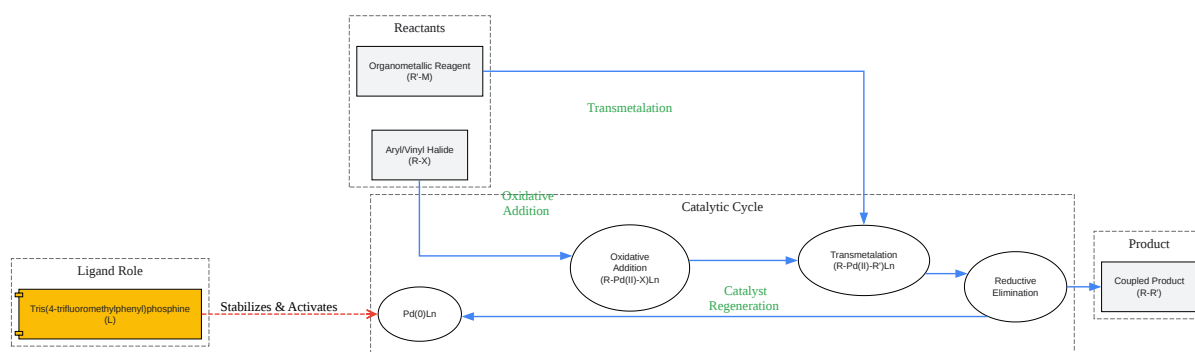 Reactants
Organometallic Reagent
(R'-M)
Transmetalation
Aryl/Vinyl Halide
(R-X)
Oxidative
Addition
Catalytic Cycle
Oxidative
Addition
(R-Pd(II)-X)Ln
Transmetalation
(R-Pd(II)-R')Ln
Reductive
Elimination
Product
Coupled Product
(R-R')
Ligand Role
Tris(4-trifluoromethylphenyl)phosphine
(L)
Stabilizes & Activates
Pd(0)Ln
Catalyst
Regeneration